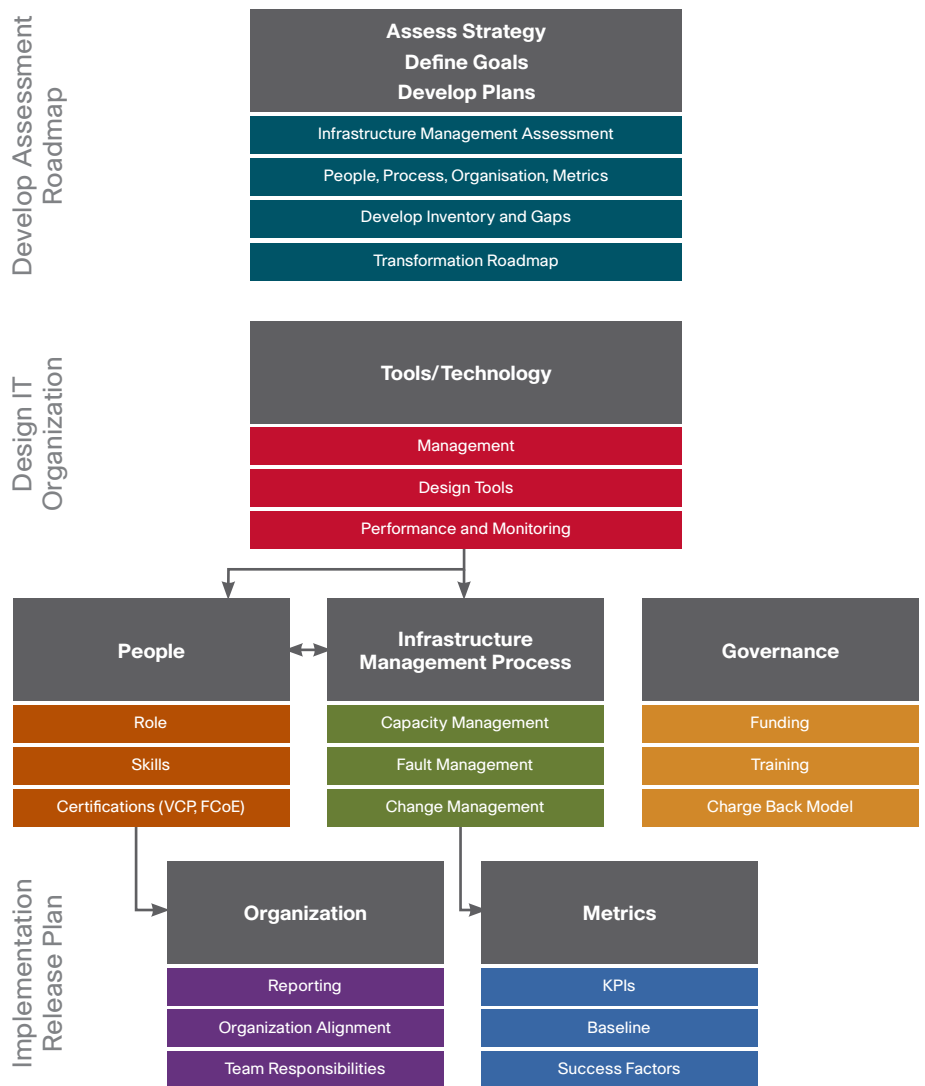 Develop Assessment
Roadmap
Assess Strategy
Define Goals
Develop Plans
Infrastructure Management Assessment
People, Process, Organisation, Metrics
Develop Inventory and Gaps
Transformation Roadmap
Design IT
Organization
Tools/Technology
Management
Design Tools
Performance and Monitoring
People
Role
Skills
Certifications (VCP, FCoE)
Infrastructure
Management Process
Capacity Management
Fault Management
Change Management
Governance
Funding
Training
Charge Back Model
Implementation
Release Plan
Organization
Reporting
Organization Alignment
Team Responsibilities
Metrics
KPIs
Baseline
Success Factors